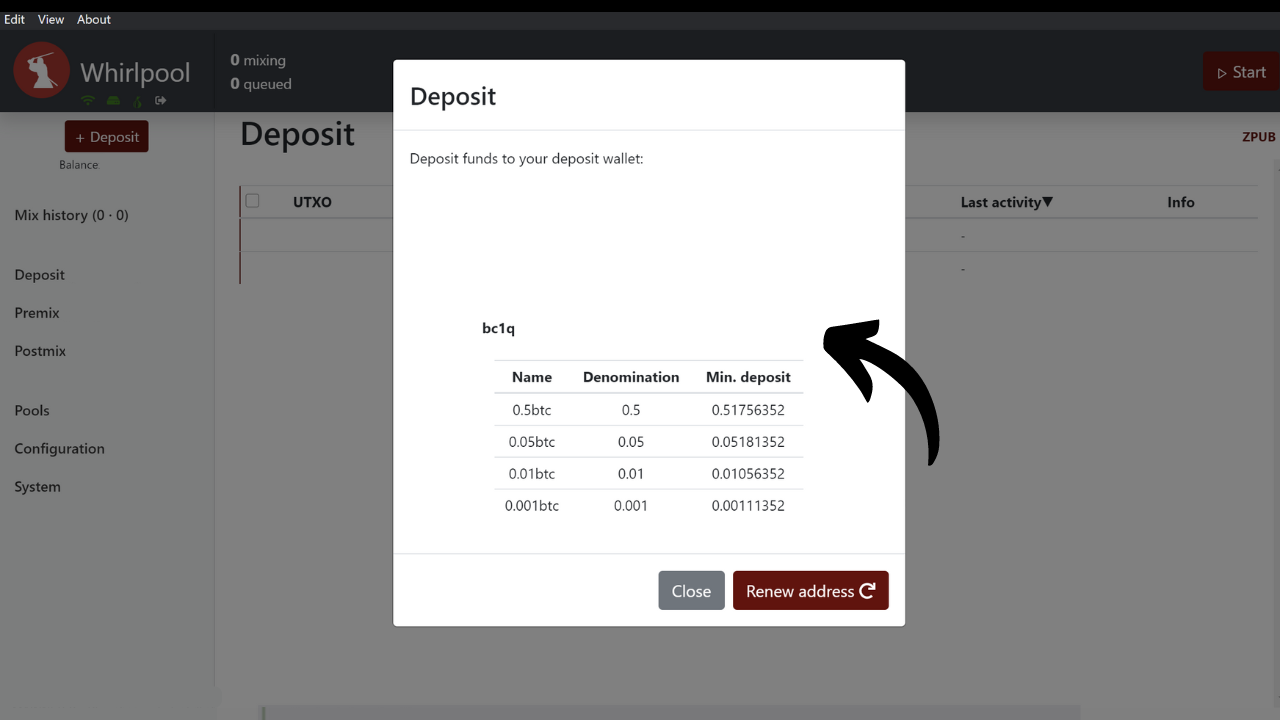 Edit View About
Whirlpool
0 mixing
0 queued
Start
+ Deposit
Balance:
Deposit
ZPUB
Mix history (0 · 0)
Deposit
Premix
Postmix
Pools
Configuration
System
UTXO Last activity▼ Info
-
-
Deposit
Deposit funds to your deposit wallet:
bc1q
Name Denomination Min. deposit
0.5btc 0.5 0.51756352
0.05btc 0.05 0.05181352
0.01btc 0.01 0.01056352
0.001btc 0.001 0.00111352
Close Renew address